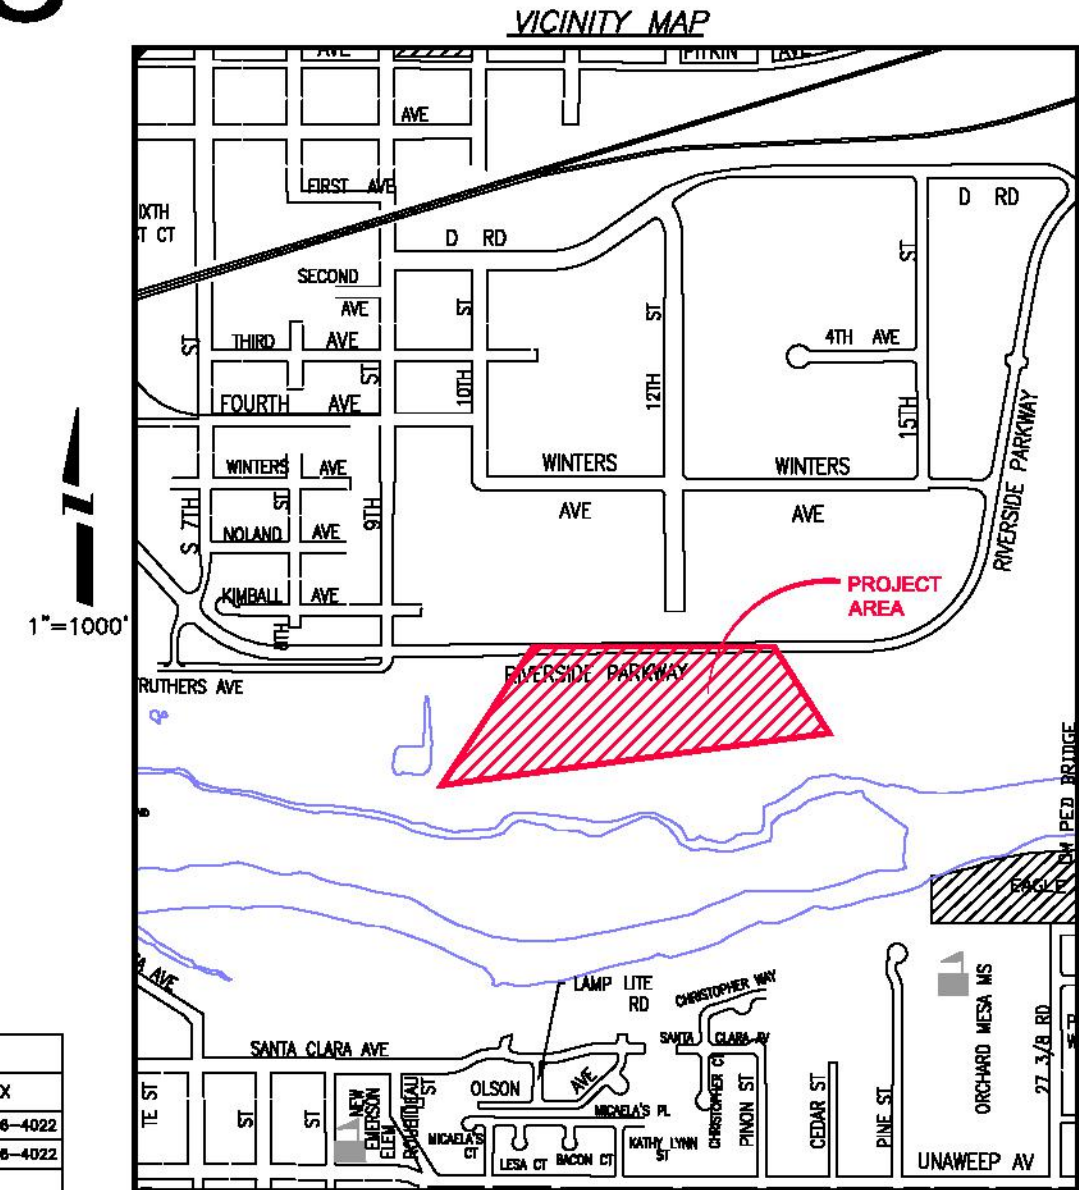 VICINITY MAP
AVE
PITKIN AVE
AVE
FIRST AVE
IXTH
T CT
D RD
D RD
SECOND
AVE
ST
ST
ST
ST
THIRD AVE
4TH AVE
ST
10TH
12TH
15TH
FOURTH AVE
RIVERSIDE PARKWAY
WINTERS AVE
WINTERS
AVE
WINTERS
AVE
ST
S 7TH
9TH
NOLAND AVE
KIMBALL AVE
8TH
PROJECT
AREA
1"=1000'
RIVERSIDE PARKWAY
RUTHERS AVE
OM PED BRIDGE
EAGLE
A AVE
LAMP LITE
RD
CHRISTOPHER WAY
ORCHARD MESA MS
27 3/8 RD
SANTA CLARA AVE
SANTA CLARA AV
X
6-4022
6-4022
TE ST
ST
ST
NEW
EMERSON
ELEM
ROUBIDEAU
ST
OLSON AVE
MICAELA'S PL
MICAELA'S
CT
LESA CT
BACON CT
KATHY LYNN
ST
CHRISTOPHER CT
PINON ST
CEDAR ST
PINE ST
UNAWEEP AV